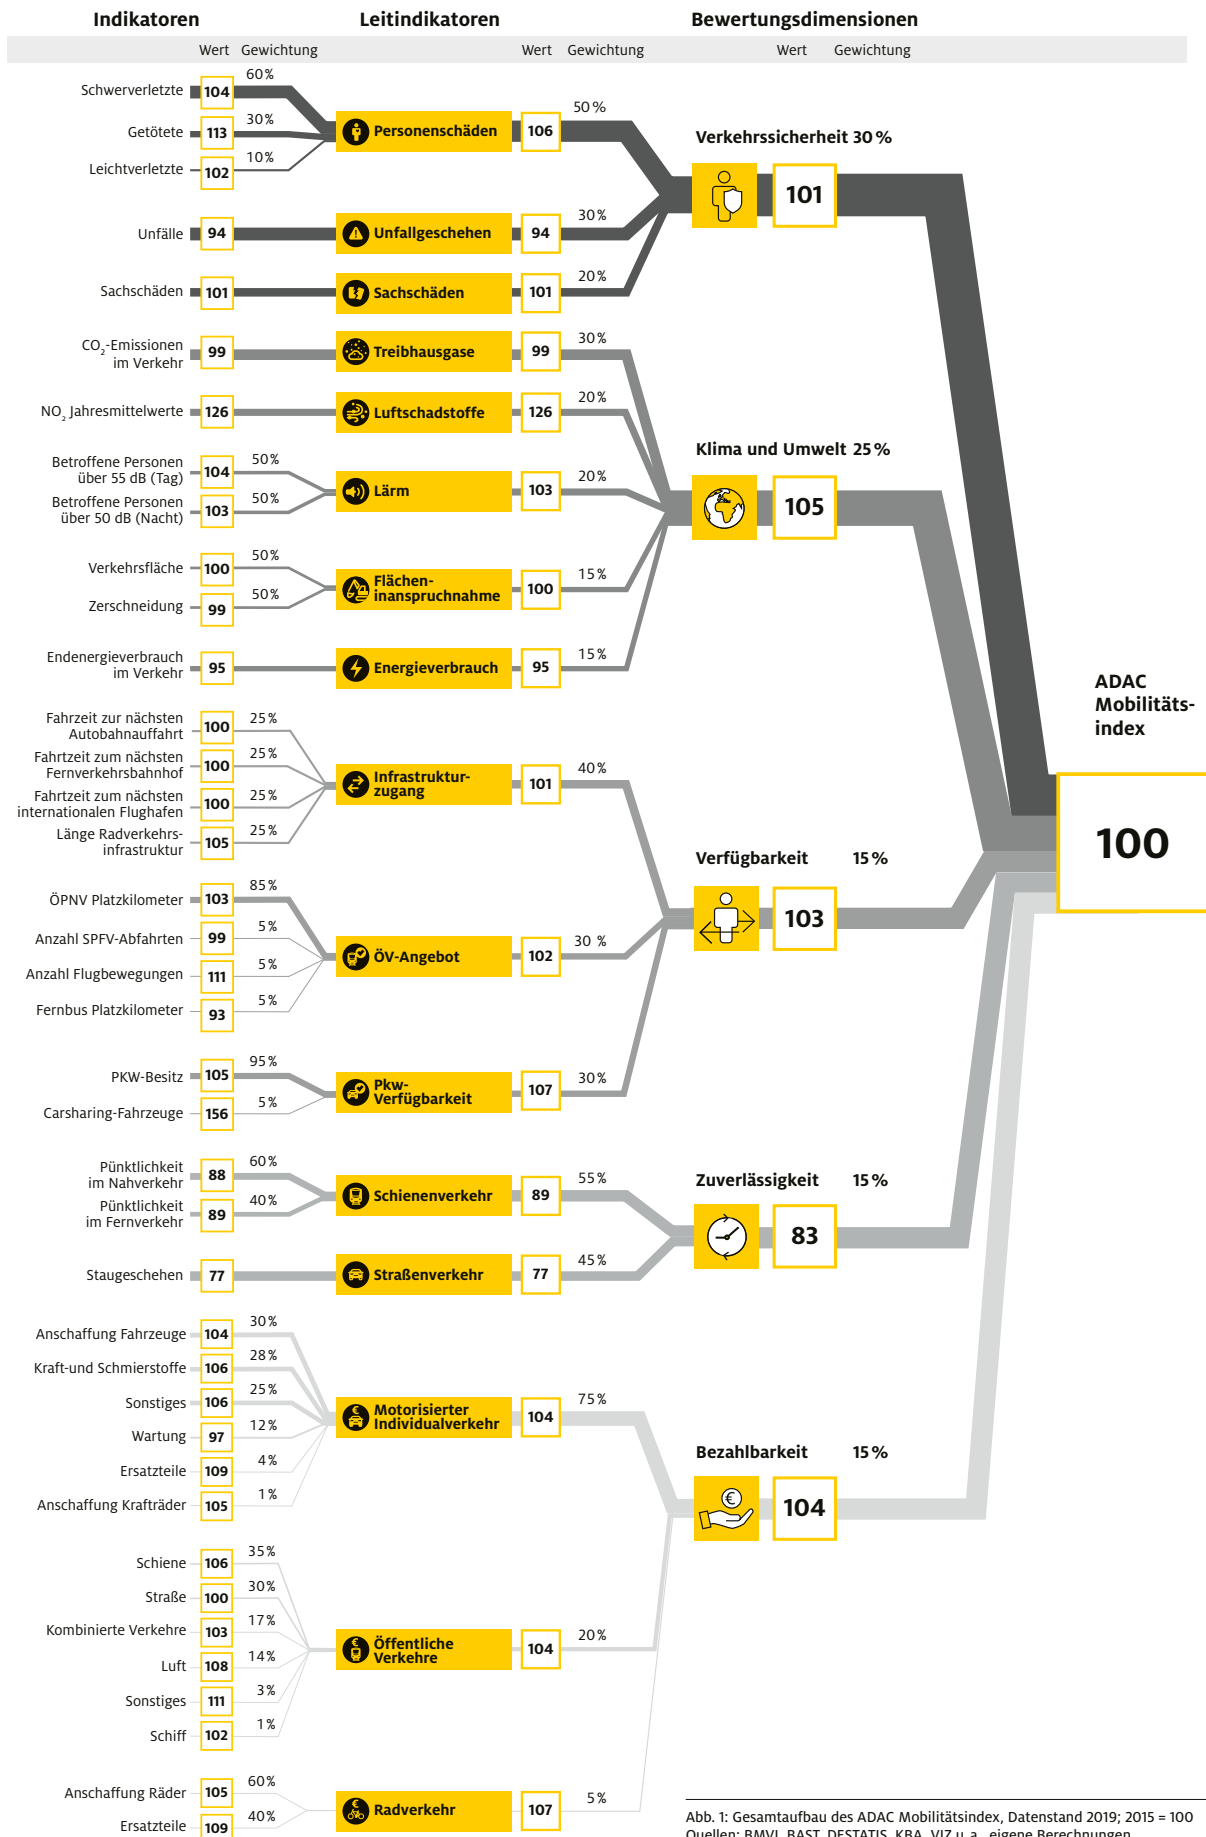 Indikatoren Leitindikatoren Bewertungsdimensionen
Wert Gewichtung Wert Gewichtung Wert Gewichtung
Schwerverletzte 104 60%
Getötete 113 30%
Leichtverletzte 102 10%
Personenschäden 106 50%
Unfälle 94
Unfallgeschehen 94 30%
Sachschäden 101
Sachschäden 101 20%
Verkehrssicherheit 30%
101
CO₂-Emissionen
im Verkehr
99
Treibhausgase 99 30%
NO₂ Jahresmittelwerte 126
Luftschadstoffe 126 20%
Betroffene Personen
über 55 dB (Tag)
104 50%
Betroffene Personen
über 50 dB (Nacht)
103 50%
Lärm 103 20%
Verkehrsfläche 100 50%
Zerschneidung 99 50%
Flächen-
inanspruchnahme
100 15%
Endenergieverbrauch
im Verkehr
95
Energieverbrauch 95 15%
Klima und Umwelt 25%
105
Fahrzeit zur nächsten
Autobahnauffahrt
100 25%
Fahrtzeit zum nächsten
Fernverkehrsbahnhof
100 25%
Fahrtzeit zum nächsten
internationalen Flughafen
100 25%
Länge Radverkehrs-
infrastruktur
105 25%
Infrastruktur-
zugang
101 40%
ÖPNV Platzkilometer 103 85%
Anzahl SPFV-Abfahrten 99 5%
Anzahl Flugbewegungen 111 5%
Fernbus Platzkilometer 93 5%
ÖV-Angebot 102 30 %
PKW-Besitz 105 95%
Carsharing-Fahrzeuge 156 5%
Pkw-
Verfügbarkeit
107 30%
Verfügbarkeit 15%
103
Pünktlichkeit
im Nahverkehr
88 60%
Pünktlichkeit
im Fernverkehr
89 40%
Schienenverkehr 89 55%
Staugeschehen 77
Straßenverkehr 77 45%
Zuverlässigkeit 15%
83
Anschaffung Fahrzeuge 104 30%
Kraft-und Schmierstoffe 106 28%
Sonstiges 106 25%
Wartung 97 12%
Ersatzteile 109 4%
Anschaffung Krafträder 105 1%
Motorisierter
Individualverkehr
104 75%
Schiene 106 35%
Straße 100 30%
Kombinierte Verkehre 103 17%
Luft 108 14%
Sonstiges 111 3%
Schiff 102 1%
Öffentliche
Verkehre
104 20%
Anschaffung Räder 105 60%
Ersatzteile 109 40%
Radverkehr 107 5%
Bezahlbarkeit 15%
104
ADAC
Mobilitäts-
index
100
Abb. 1: Gesamtaufbau des ADAC Mobilitätsindex, Datenstand 2019; 2015 = 100
Quellen: BMVI, BAST, DESTATIS, KBA, VIZ u. a., eigene Berechnungen